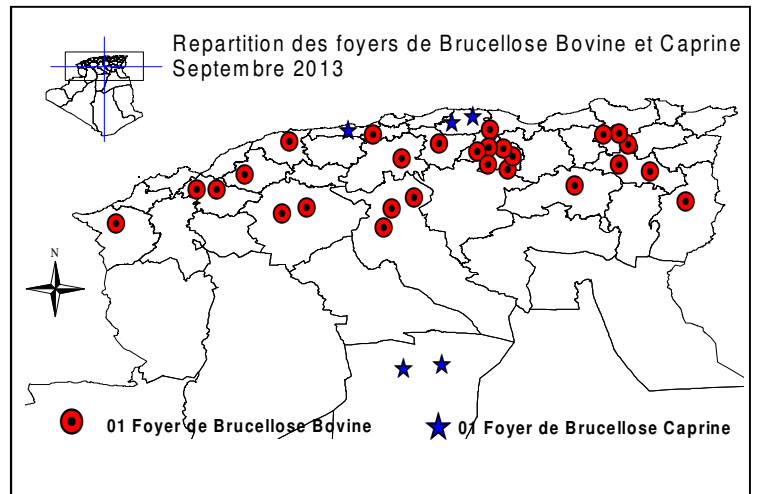 Repartition des foyers de Brucellose Bovine et Caprine
Septembre 2013
N
01 Foyer de Brucellose Bovine
01 Foyer de Brucellose Caprine